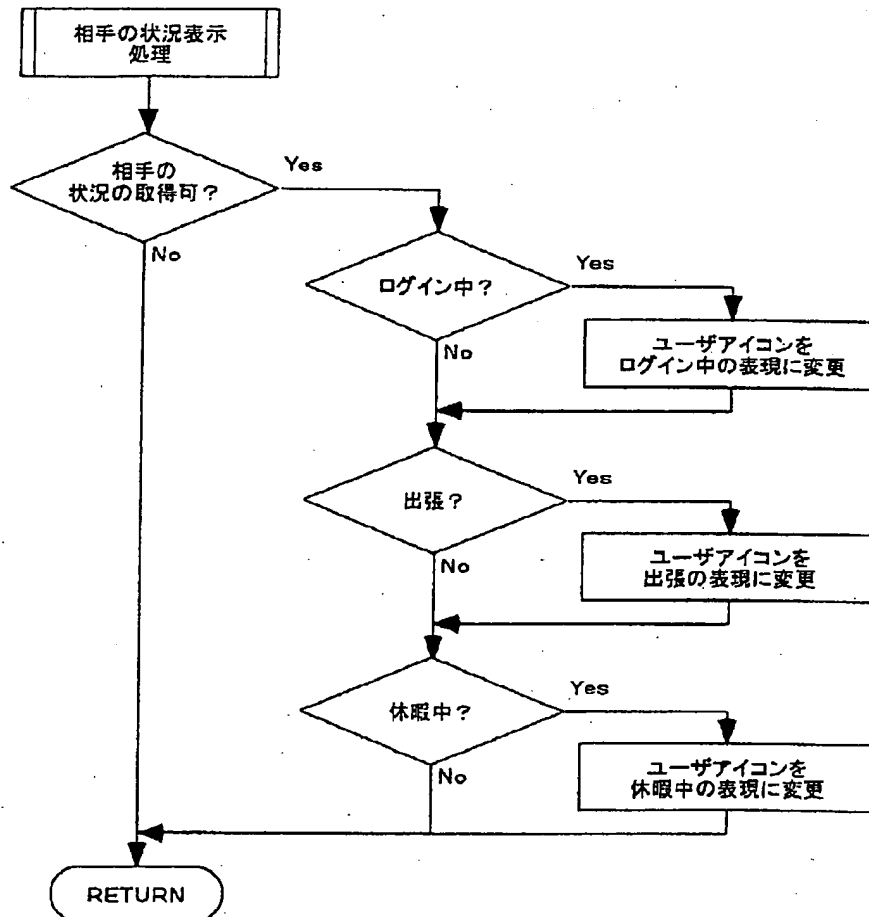 相手の状況表示
処理
相手の
状況の取得可？
Yes
No
ログイン中？
Yes
No
ユーザアイコンを
ログイン中の表現に変更
出張？
Yes
No
ユーザアイコンを
出張の表現に変更
休暇中？
Yes
No
ユーザアイコンを
休暇中の表現に変更
RETURN